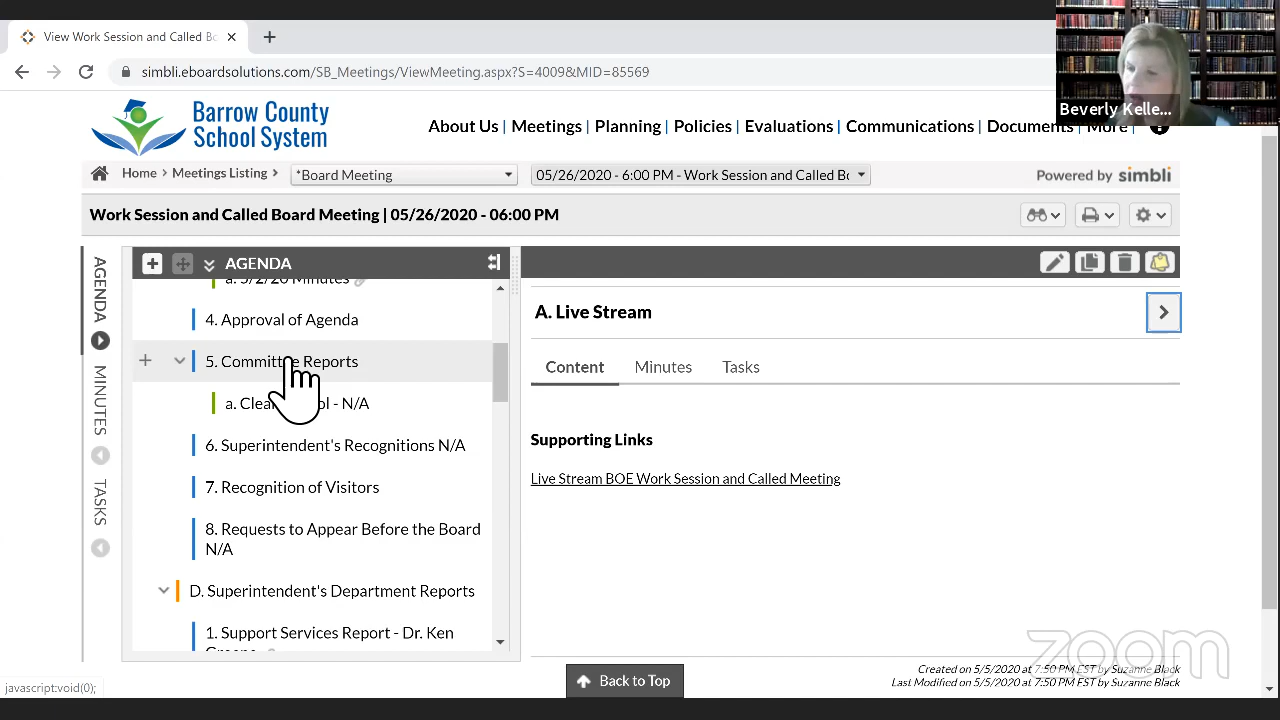 View Work Session and Called Bo
simbli.eboardsolutions.com/SB_Meetings/ViewMeeting.aspx?S=4009&MID=85569
Beverly Kelle...
Barrow County
School System
About Us | Meetings | Planning | Policies | Evaluations | Communications | Documents | More |
Home > Meetings Listing >
*Board Meeting
05/26/2020 - 6:00 PM - Work Session and Called Bo
Powered by simbli
Work Session and Called Board Meeting | 05/26/2020 - 06:00 PM
AGENDA
MINUTES
TASKS
AGENDA
a. 5/2/20 Minutes
4. Approval of Agenda
5. Committee Reports
a. - N/A
6. Superintendent's Recognitions N/A
7. Recognition of Visitors
8. Requests to Appear Before the Board
N/A
D. Superintendent's Department Reports
1. Support Services Report - Dr. Ken
Greene
A. Live Stream
Content
Minutes
Tasks
Supporting Links
Live Stream BOE Work Session and Called Meeting
zoom
Created on 5/5/2020 at 7:50 PM EST by Suzanne Black
Last Modified on 5/5/2020 at 7:50 PM EST by Suzanne Black
Back to Top
javascript:void(0);